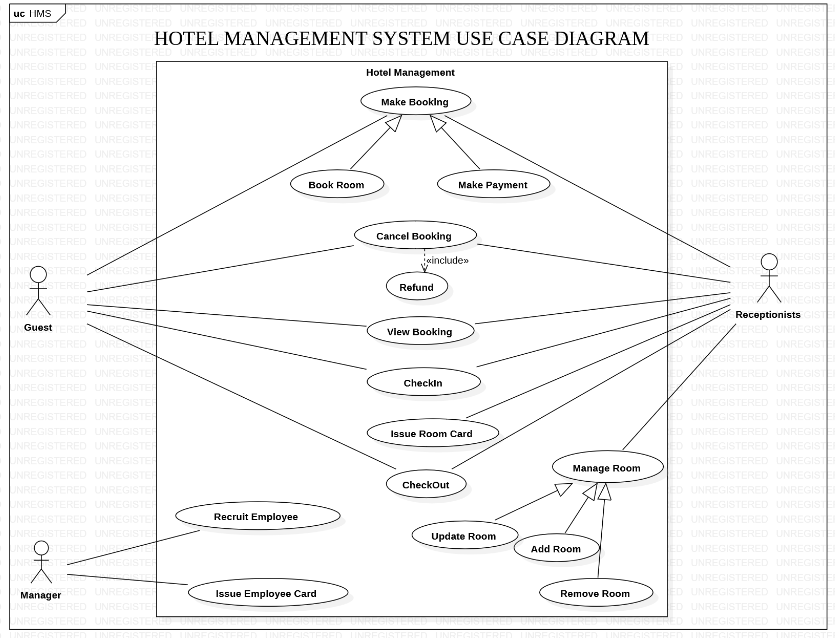 uc HMS
HOTEL MANAGEMENT SYSTEM USE CASE DIAGRAM
Hotel Management
Make Booking
Book Room
Make Payment
Cancel Booking
«include»
Refund
Guest
Receptionists
View Booking
CheckIn
Issue Room Card
Manage Room
CheckOut
Recruit Employee
Update Room
Add Room
Manager
Issue Employee Card
Remove Room
UNREGISTERED